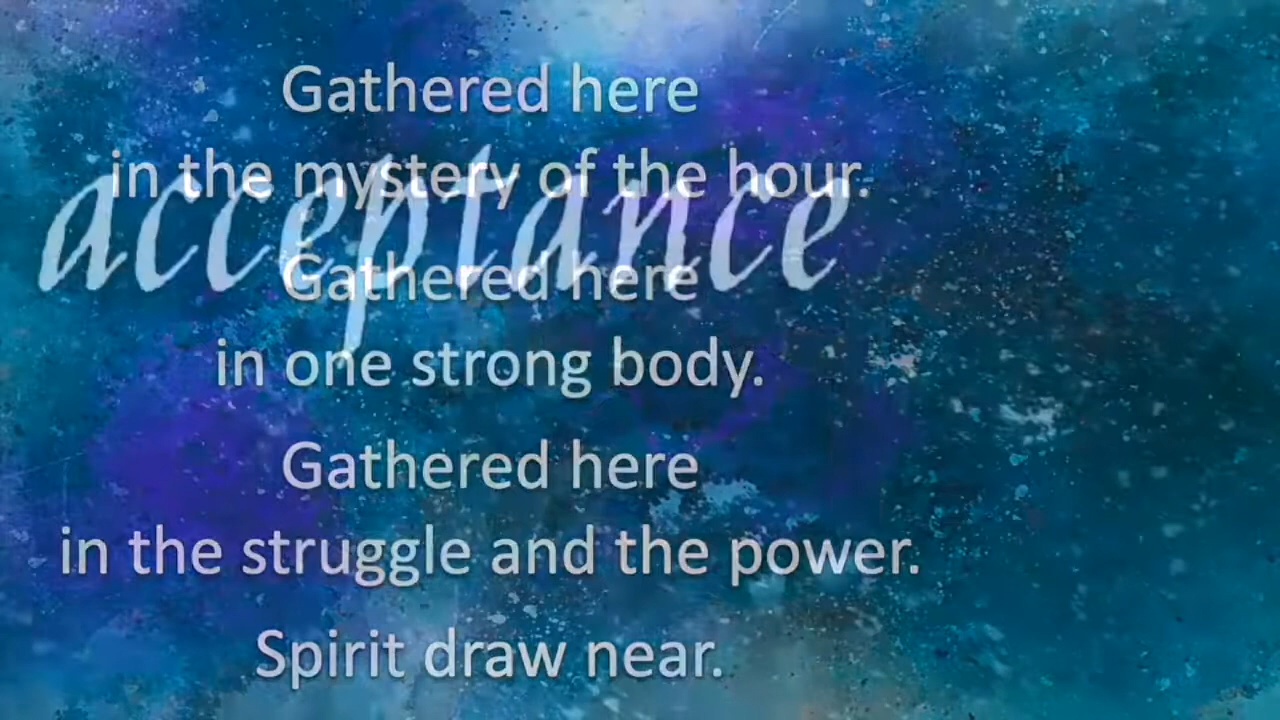 Gathered here
in the mystery of the hour.
acceptance
Gathered here
in one strong body.
Gathered here
in the struggle and the power.
Spirit draw near.